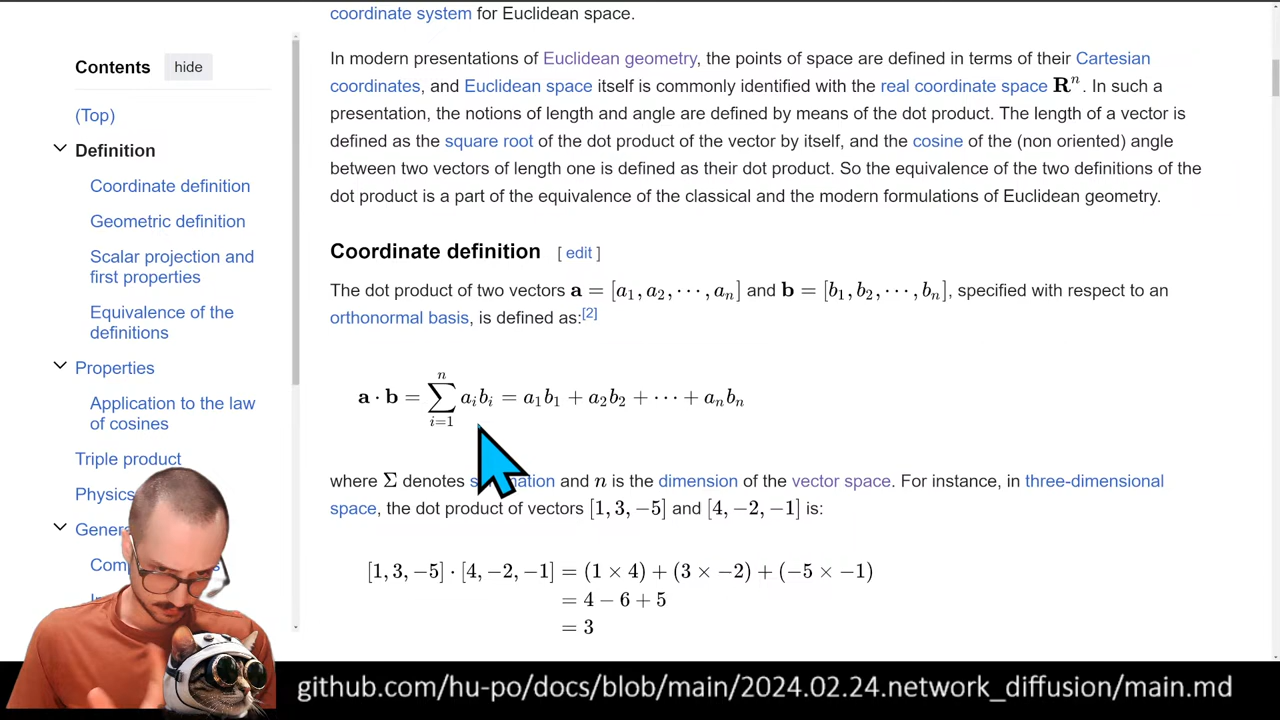 coordinate system for Euclidean space.
Contents hide
(Top)
Definition
Coordinate definition
Geometric definition
Scalar projection and
first properties
Equivalence of the
definitions
Properties
Application to the law
of cosines
Triple product
Physics
Gener
Com
In modern presentations of Euclidean geometry, the points of space are defined in terms of their Cartesian
coordinates, and Euclidean space itself is commonly identified with the real coordinate space Rⁿ. In such a
presentation, the notions of length and angle are defined by means of the dot product. The length of a vector is
defined as the square root of the dot product of the vector by itself, and the cosine of the (non oriented) angle
between two vectors of length one is defined as their dot product. So the equivalence of the two definitions of the
dot product is a part of the equivalence of the classical and the modern formulations of Euclidean geometry.
Coordinate definition [ edit ]
The dot product of two vectors a = [a₁, a₂, ⋯, aₙ] and b = [b₁, b₂, ⋯, bₙ], specified with respect to an
orthonormal basis, is defined as:[2]
a · b = ∑ᵢ₌₁ⁿ aᵢbᵢ = a₁b₁ + a₂b₂ + ⋯ + aₙbₙ
where Σ denotes s ation and n is the dimension of the vector space. For instance, in three-dimensional
space, the dot product of vectors [1, 3, −5] and [4, −2, −1] is:
[1, 3, −5] · [4, −2, −1] = (1 × 4) + (3 × −2) + (−5 × −1)
= 4 − 6 + 5
= 3
github.com/hu-po/docs/blob/main/2024.02.24.network_diffusion/main.md